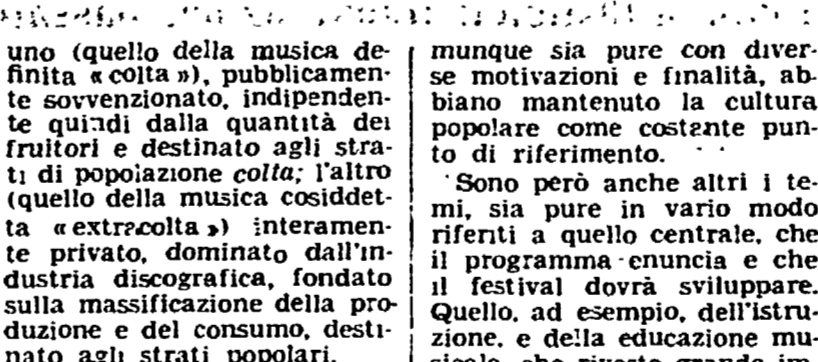 uno (quello della musica de-
finita «colta»), pubblicamen-
te sovvenzionato, indipenden-
te quindi dalla quantità dei
fruitori e destinato agli stra-
ti di popolazione colta; l'altro
(quello della musica cosiddet-
ta «extracolta») interamen-
te privato, dominato dall'in-
dustria discografica, fondato
sulla massificazione della pro-
duzione e del consumo, desti-
nato agli strati popolari.
munque sia pure con diver-
se motivazioni e finalità, ab-
biano mantenuto la cultura
popolare come costante pun-
to di riferimento.
Sono però anche altri i te-
mi, sia pure in vario modo
riferiti a quello centrale, che
il programma enuncia e che
il festival dovrà sviluppare.
Quello, ad esempio, dell'istru-
zione, e della educazione mu-